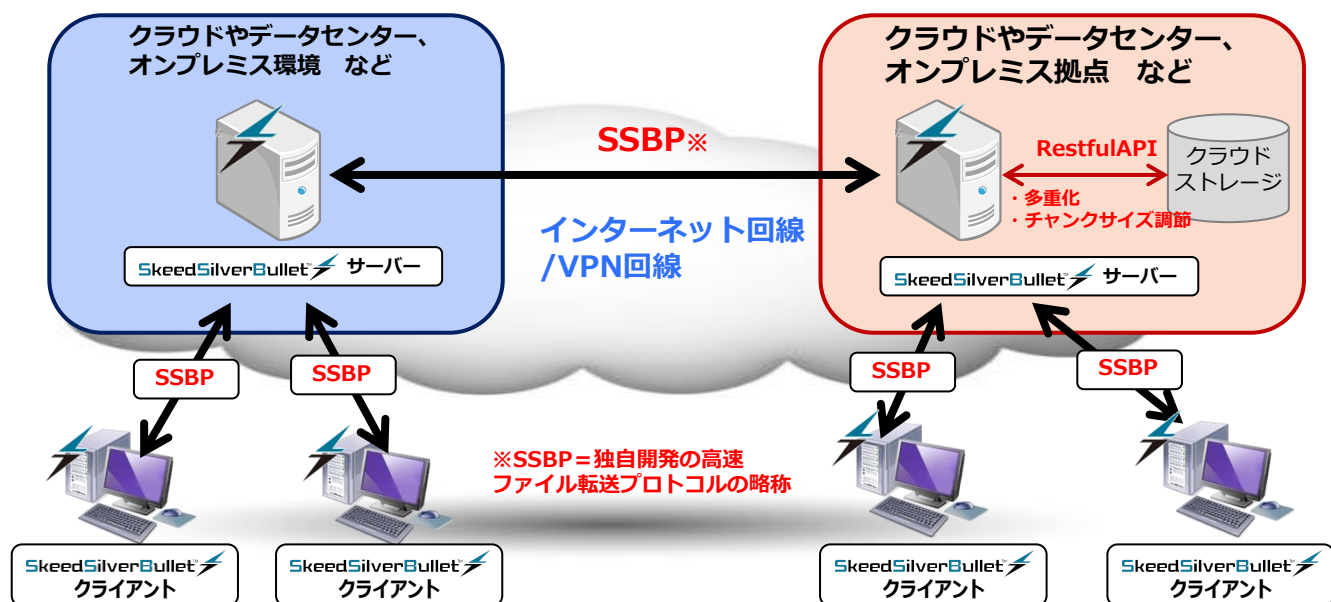 クラウドやデータセンター、
オンプレミス環境 など
クラウドやデータセンター、
オンプレミス拠点 など
SSBP※
RestfulAPI
クラウド
ストレージ
・多重化
・チャンクサイズ調節
インターネット回線
/VPN回線
SkeedSilverBullet™ サーバー
SkeedSilverBullet™ サーバー
SSBP
SSBP
SSBP
SSBP
※SSBP＝独自開発の高速
ファイル転送プロトコルの略称
SkeedSilverBullet™
クライアント
SkeedSilverBullet™
クライアント
SkeedSilverBullet™
クライアント
SkeedSilverBullet™
クライアント